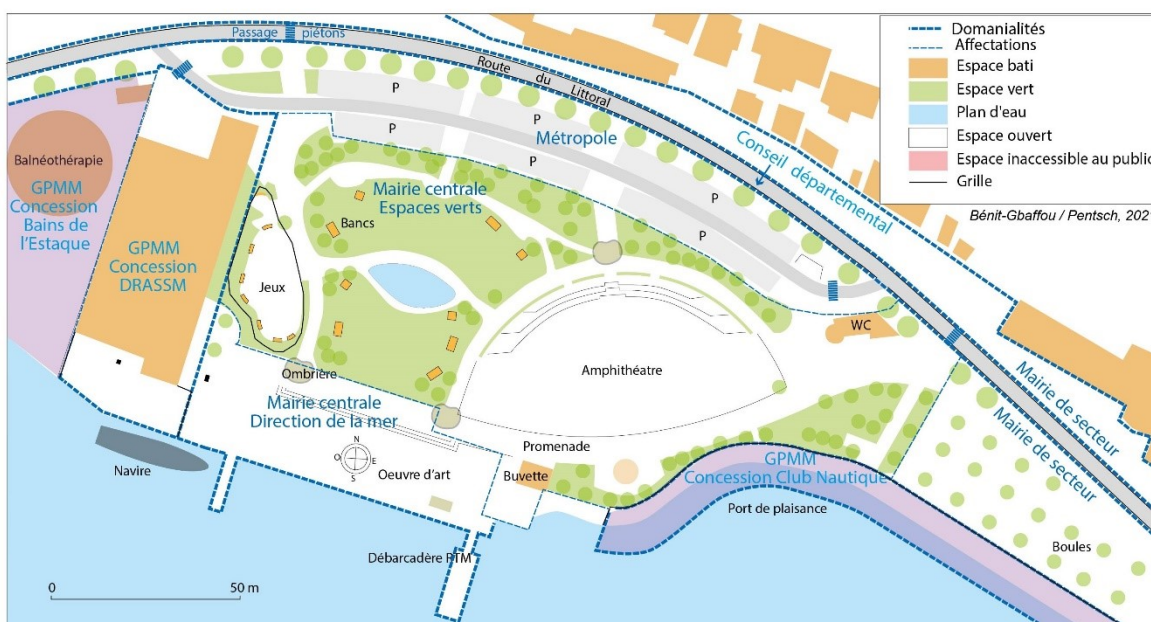 Passage piétons
Route du Littoral
P
P
P
P
P
P
Métropole
Conseil départemental
Balnéothérapie
GPMM
Concession
Bains de
l'Estaque
GPMM
Concession
DRASSM
Jeux
Mairie centrale
Espaces verts
Bancs
WC
Amphithéatre
Ombrière
Mairie centrale
Direction de la mer
N
O E
S
Promenade
Oeuvre d'art
Buvette
Navire
Débarcadère RTM
GPMM
Concession Club Nautique
Port de plaisance
Mairie de secteur
Mairie de secteur
Boules
0 50 m
Domanialités
Affectations
Espace bati
Espace vert
Plan d'eau
Espace ouvert
Espace inaccessible au public
Grille
Bénit-Gbaffou / Pentsch, 202